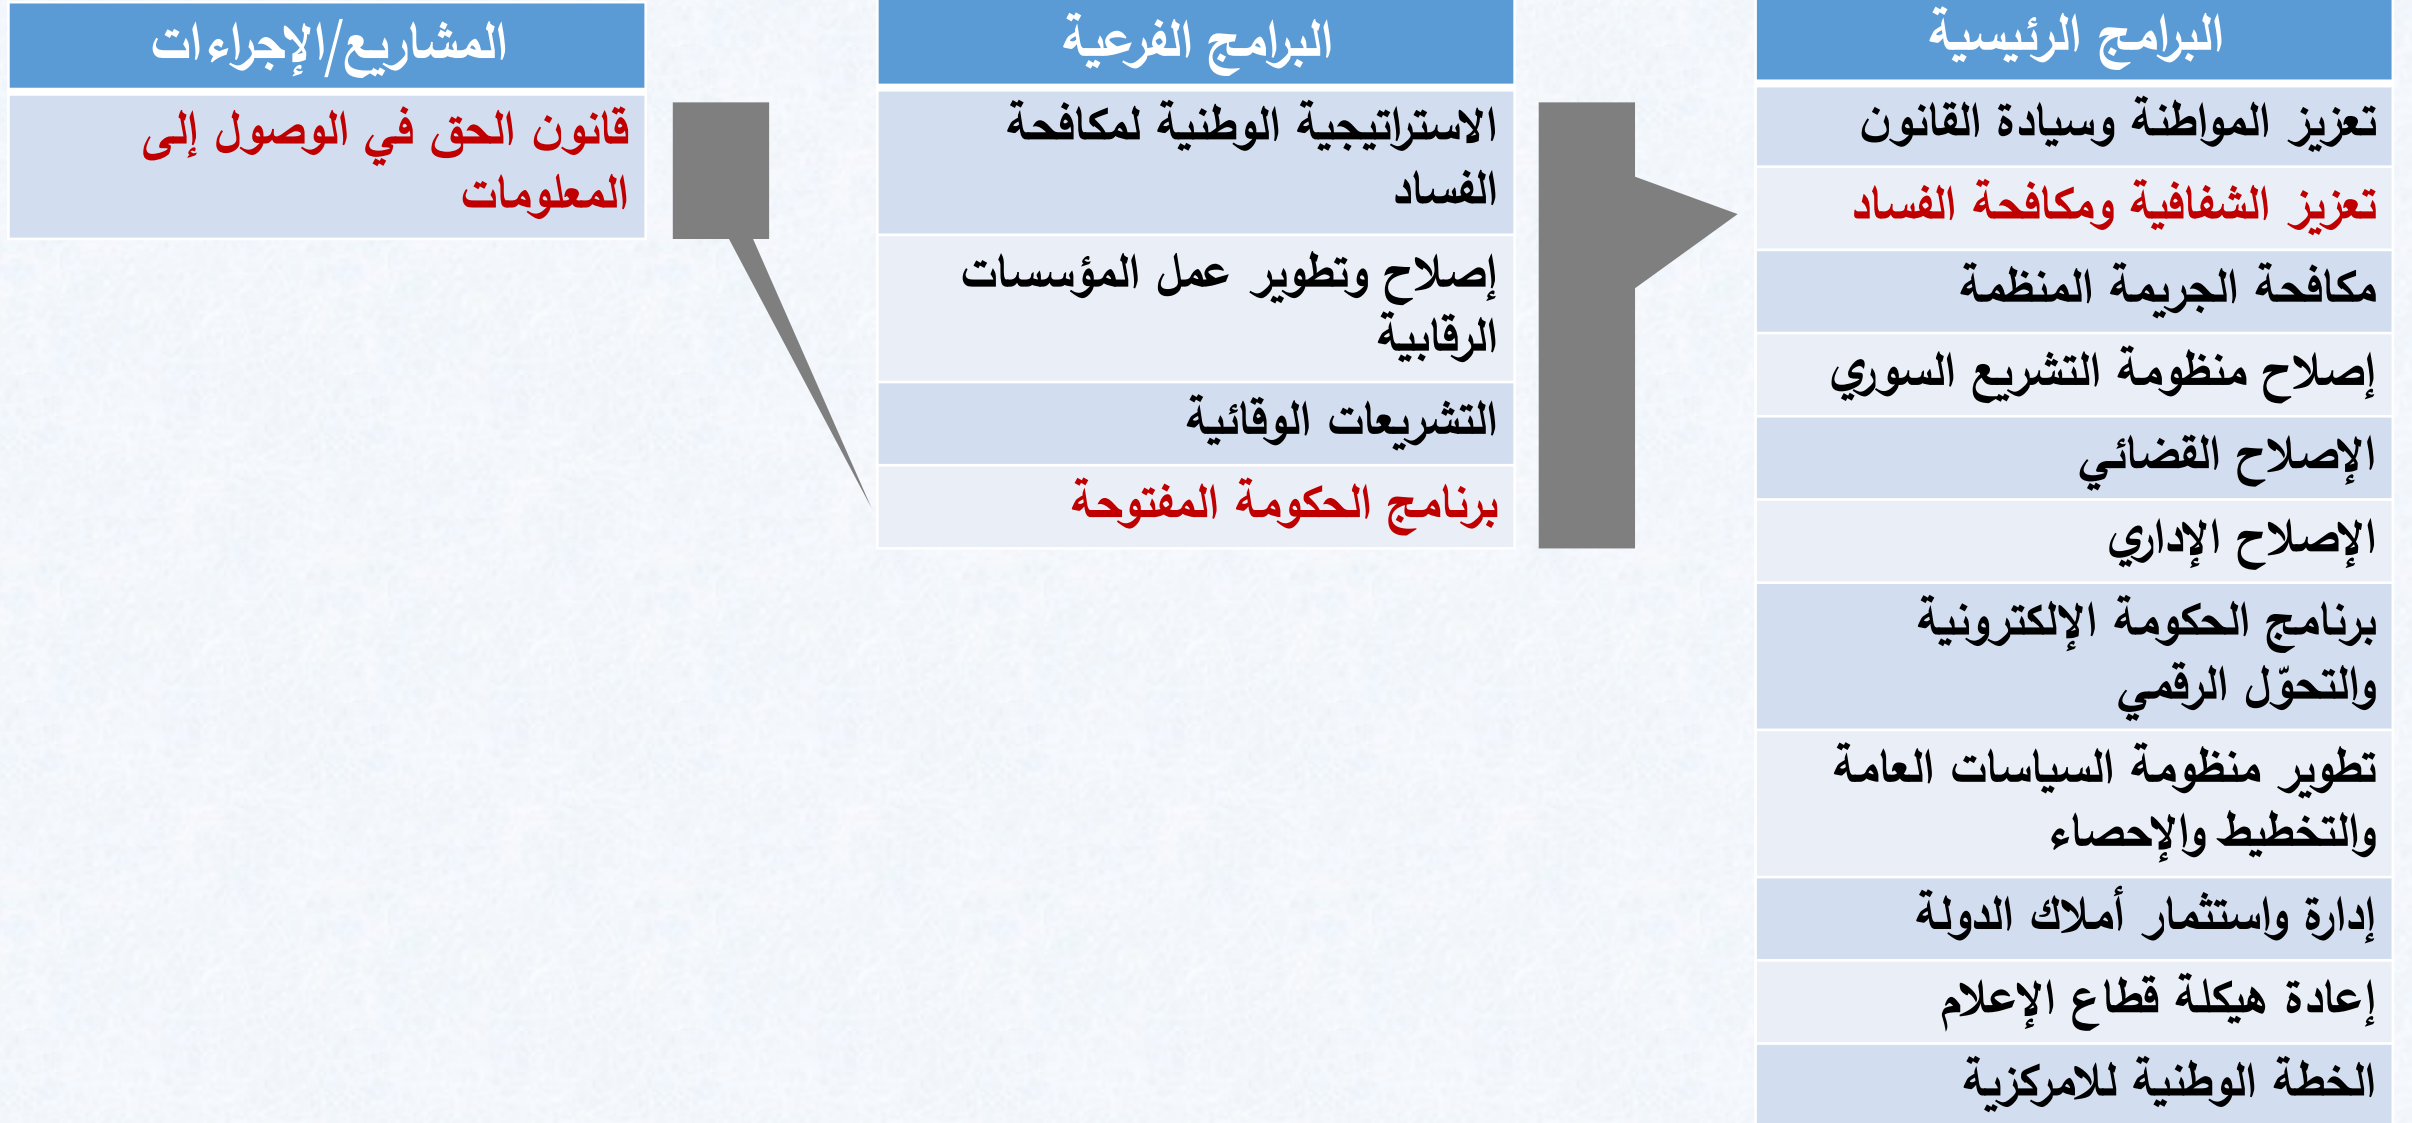 البرامج الرئيسية
تعزيز المواطنة وسيادة القانون
تعزيز الشفافية ومكافحة الفساد
مكافحة الجريمة المنظمة
إصلاح منظومة التشريع السوري
الإصلاح القضائي
الإصلاح الإداري
برنامج الحكومة الإلكترونية
والتحوّل الرقمي
تطوير منظومة السياسات العامة
والتخطيط والإحصاء
إدارة واستثمار أملاك الدولة
إعادة هيكلة قطاع الإعلام
الخطة الوطنية للامركزية
البرامج الفرعية
الاستراتيجية الوطنية لمكافحة
الفساد
إصلاح وتطوير عمل المؤسسات
الرقابية
التشريعات الوقائية
برنامج الحكومة المفتوحة
المشاريع/الإجراءات
قانون الحق في الوصول إلى
المعلومات